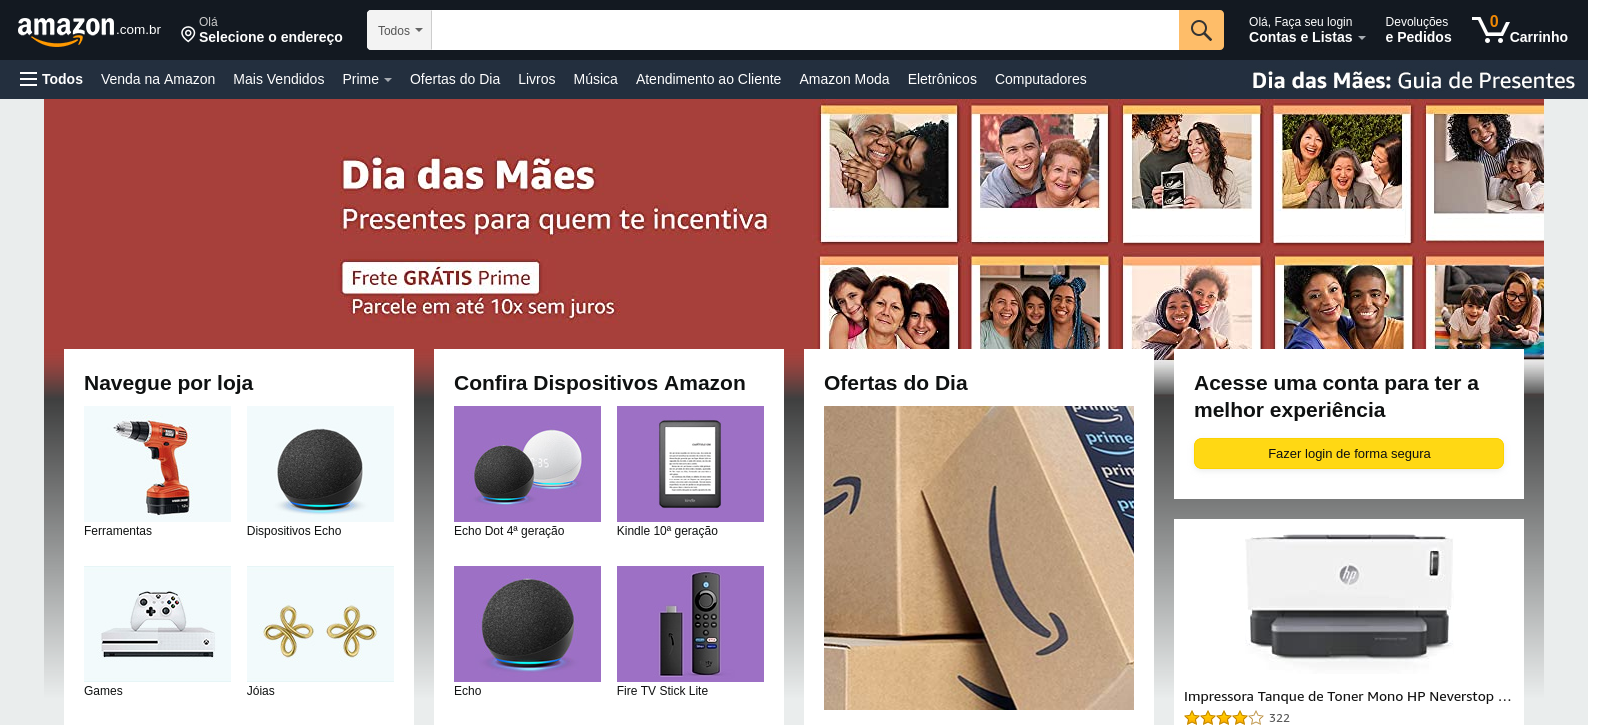 amazon.com.br
Olá
Selecione o endereço
Todos
Olá, Faça seu login
Contas e Listas
Devoluções
e Pedidos
0
Carrinho
Todos
Venda na Amazon
Mais Vendidos
Prime
Ofertas do Dia
Livros
Música
Atendimento ao Cliente
Amazon Moda
Eletrônicos
Computadores
Dia das Mães: Guia de Presentes
Dia das Mães
Presentes para quem te incentiva
Frete GRÁTIS Prime
Parcele em até 10x sem juros
Navegue por loja
Ferramentas
Dispositivos Echo
Games
Jóias
Confira Dispositivos Amazon
Echo Dot 4ª geração
Kindle 10ª geração
Echo
Fire TV Stick Lite
Ofertas do Dia
prime
prime
Acesse uma conta para ter a
melhor experiência
Fazer login de forma segura
hp
Impressora Tanque de Toner Mono HP Neverstop ...
322